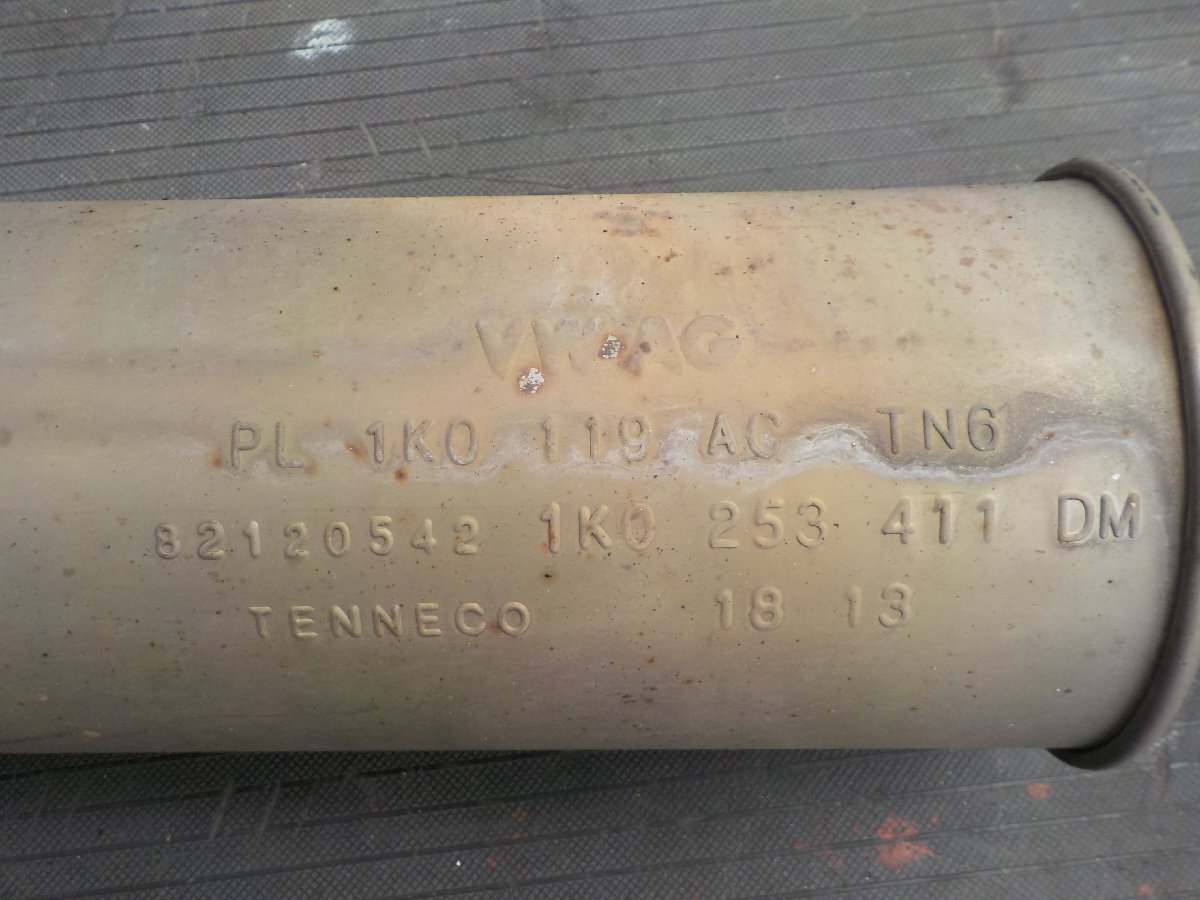 VW AG
PL 1K0 119 AC TN6
82120542 1K0 253 411 DM
TENNECO 18 13